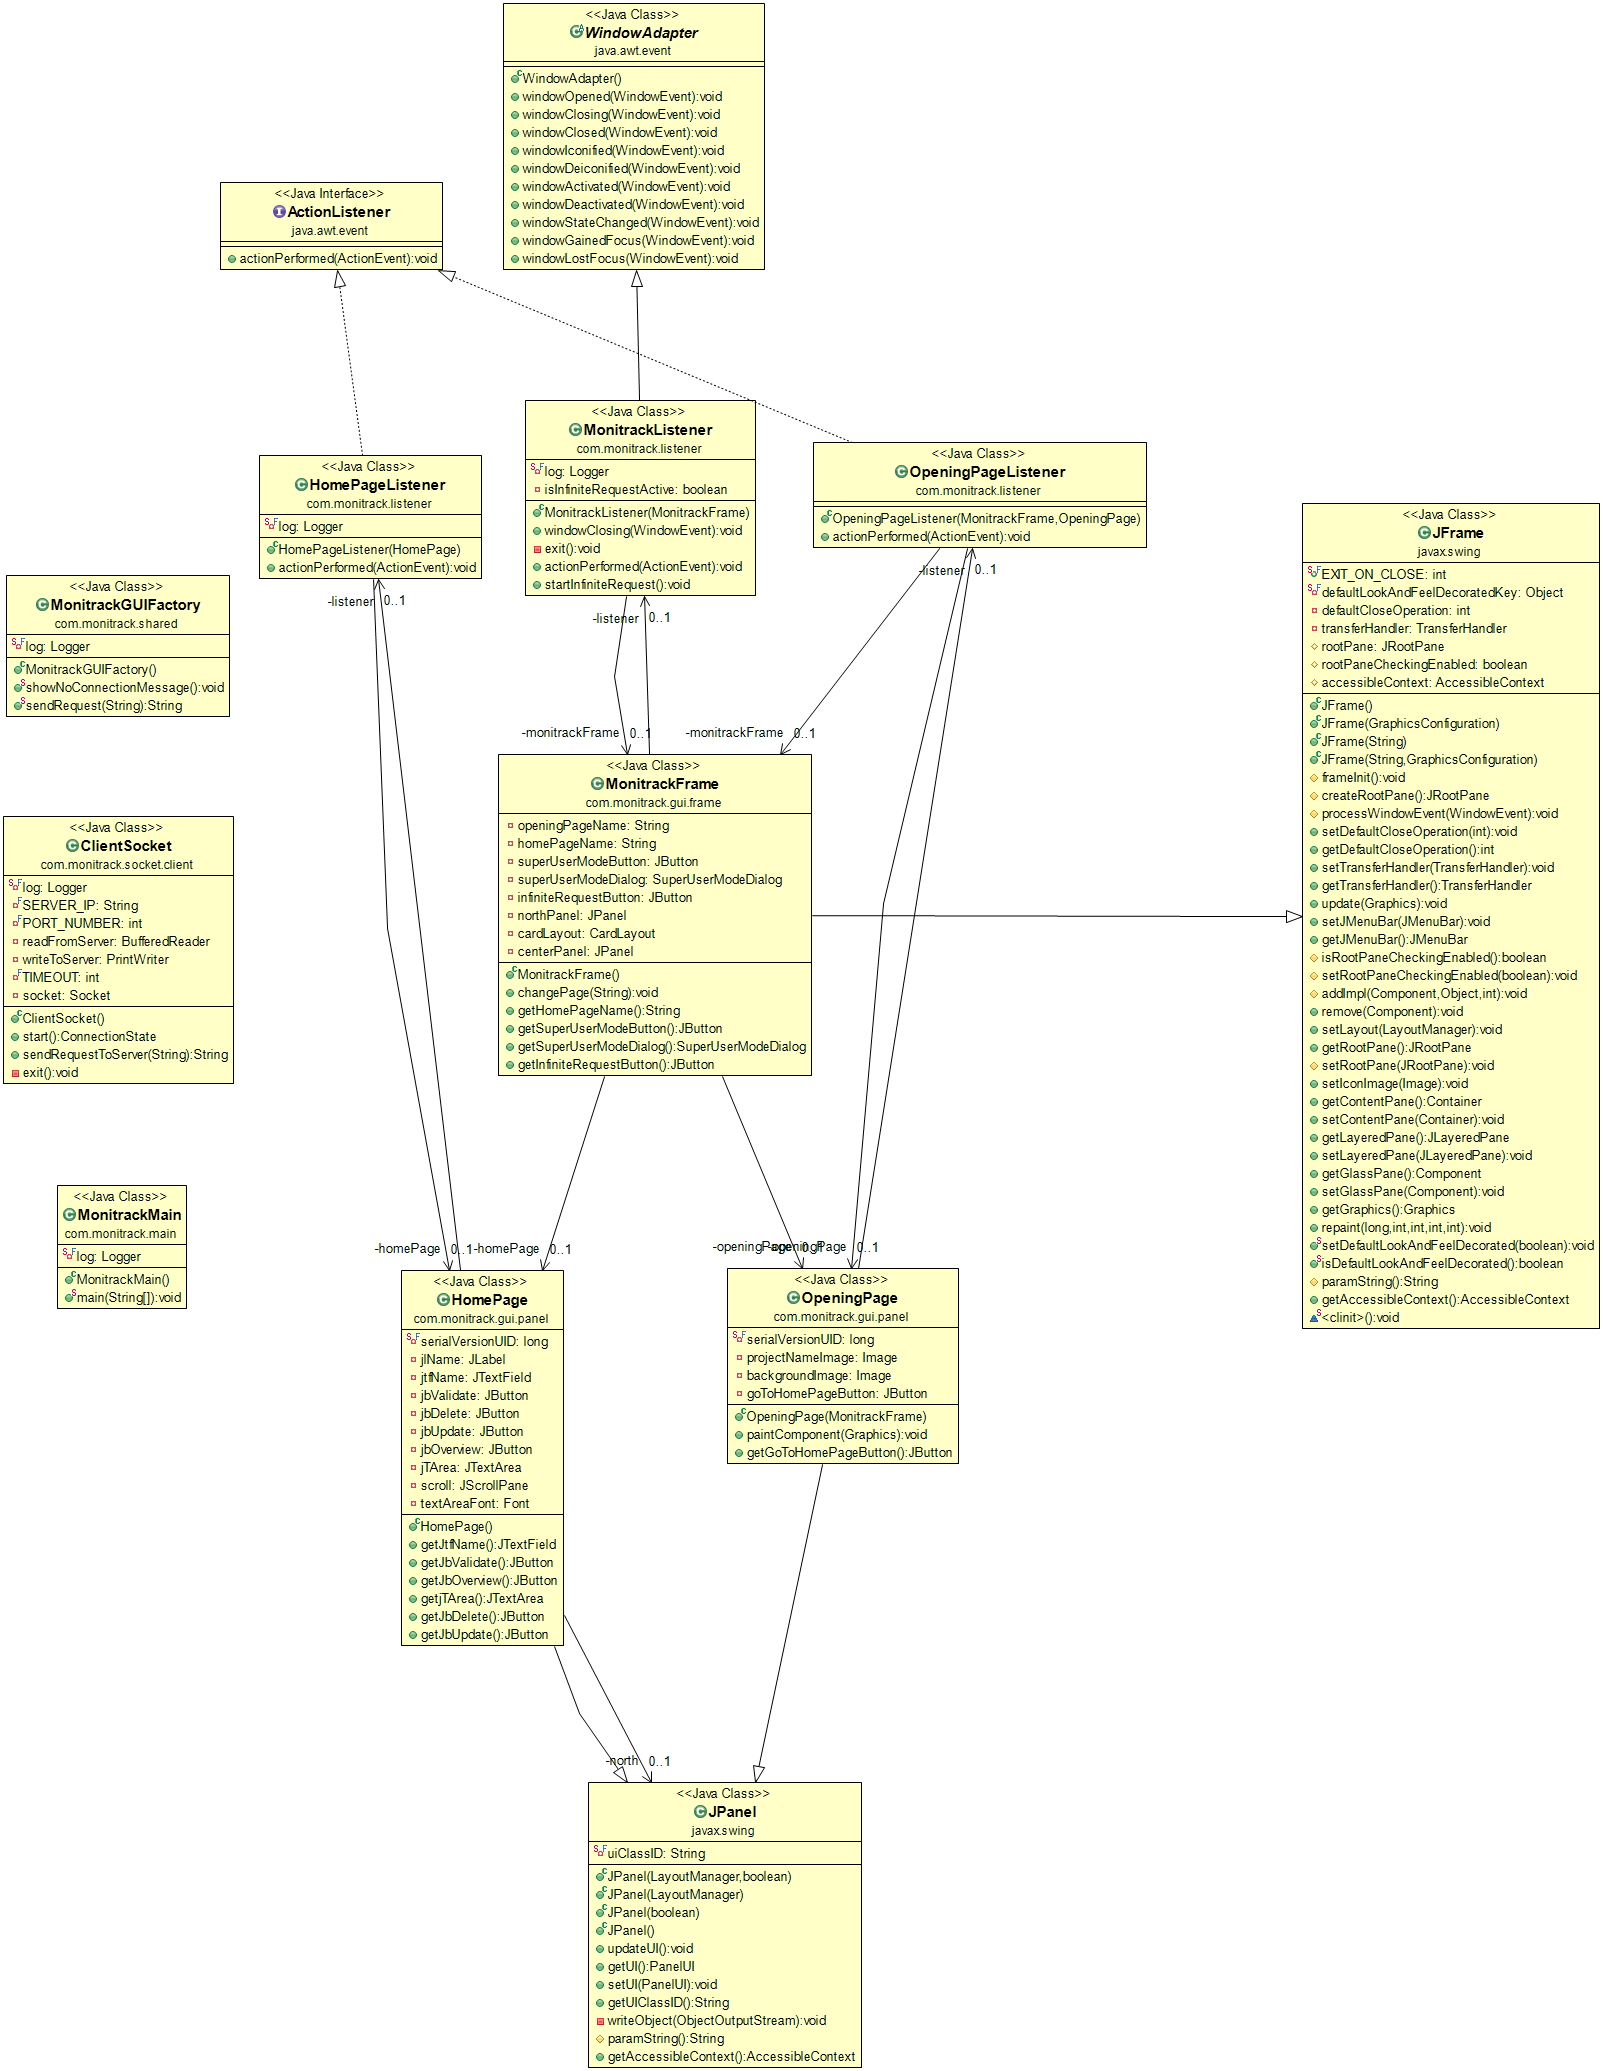 <<Java Class>>
WindowAdapter
java.awt.event
WindowAdapter()
windowOpened(WindowEvent):void
windowClosing(WindowEvent):void
windowClosed(WindowEvent):void
windowIconified(WindowEvent):void
windowDeiconified(WindowEvent):void
windowActivated(WindowEvent):void
windowDeactivated(WindowEvent):void
windowStateChanged(WindowEvent):void
windowGainedFocus(WindowEvent):void
windowLostFocus(WindowEvent):void
<<Java Interface>>
ActionListener
java.awt.event
actionPerformed(ActionEvent):void
<<Java Class>>
MonitrackListener
com.monitrack.listener
log: Logger
isInfiniteRequestActive: boolean
MonitrackListener(MonitrackFrame)
windowClosing(WindowEvent):void
exit():void
actionPerformed(ActionEvent):void
startInfiniteRequest():void
<<Java Class>>
OpeningPageListener
com.monitrack.listener
OpeningPageListener(MonitrackFrame,OpeningPage)
actionPerformed(ActionEvent):void
<<Java Class>>
HomePageListener
com.monitrack.listener
log: Logger
HomePageListener(HomePage)
actionPerformed(ActionEvent):void
<<Java Class>>
JFrame
javax.swing
EXIT_ON_CLOSE: int
defaultLookAndFeelDecoratedKey: Object
defaultCloseOperation: int
transferHandler: TransferHandler
rootPane: JRootPane
rootPaneCheckingEnabled: boolean
accessibleContext: AccessibleContext
JFrame()
JFrame(GraphicsConfiguration)
JFrame(String)
JFrame(String,GraphicsConfiguration)
frameInit():void
createRootPane():JRootPane
processWindowEvent(WindowEvent):void
setDefaultCloseOperation(int):void
getDefaultCloseOperation():int
setTransferHandler(TransferHandler):void
getTransferHandler():TransferHandler
update(Graphics):void
setJMenuBar(JMenuBar):void
getJMenuBar():JMenuBar
isRootPaneCheckingEnabled():boolean
setRootPaneCheckingEnabled(boolean):void
addImpl(Component,Object,int):void
remove(Component):void
setLayout(LayoutManager):void
getRootPane():JRootPane
setRootPane(JRootPane):void
setIconImage(Image):void
getContentPane():Container
setContentPane(Container):void
getLayeredPane():JLayeredPane
setLayeredPane(JLayeredPane):void
getGlassPane():Component
setGlassPane(Component):void
getGraphics():Graphics
repaint(long,int,int,int,int):void
setDefaultLookAndFeelDecorated(boolean):void
isDefaultLookAndFeelDecorated():boolean
paramString():String
getAccessibleContext():AccessibleContext
<clinit>():void
<<Java Class>>
MonitrackGUIFactory
com.monitrack.shared
log: Logger
MonitrackGUIFactory()
showNoConnectionMessage():void
sendRequest(String):String
-listener 0..1
-listener 0..1
-listener 0..1
-monitrackFrame 0..1
-monitrackFrame 0..1
<<Java Class>>
MonitrackFrame
com.monitrack.gui.frame
openingPageName: String
homePageName: String
superUserModeButton: JButton
superUserModeDialog: SuperUserModeDialog
infiniteRequestButton: JButton
northPanel: JPanel
cardLayout: CardLayout
centerPanel: JPanel
MonitrackFrame()
changePage(String):void
getHomePageName():String
getSuperUserModeButton():JButton
getSuperUserModeDialog():SuperUserModeDialog
getInfiniteRequestButton():JButton
<<Java Class>>
ClientSocket
com.monitrack.socket.client
log: Logger
SERVER_IP: String
PORT_NUMBER: int
readFromServer: BufferedReader
writeToServer: PrintWriter
TIMEOUT: int
socket: Socket
ClientSocket()
start():ConnectionState
sendRequestToServer(String):String
exit():void
<<Java Class>>
MonitrackMain
com.monitrack.main
log: Logger
MonitrackMain()
main(String[]):void
-homePage 0..1
-homePage 0..1
-openingPage 0..1
-openingPage 0..1
<<Java Class>>
HomePage
com.monitrack.gui.panel
serialVersionUID: long
jlName: JLabel
jtfName: JTextField
jbValidate: JButton
jbDelete: JButton
jbUpdate: JButton
jbOverview: JButton
jTArea: JTextArea
scroll: JScrollPane
textAreaFont: Font
HomePage()
getJtfName():JTextField
getJbValidate():JButton
getJbOverview():JButton
getjTArea():JTextArea
getJbDelete():JButton
getJbUpdate():JButton
<<Java Class>>
OpeningPage
com.monitrack.gui.panel
serialVersionUID: long
projectNameImage: Image
backgroundImage: Image
goToHomePageButton: JButton
OpeningPage(MonitrackFrame)
paintComponent(Graphics):void
getGoToHomePageButton():JButton
-north 0..1
<<Java Class>>
JPanel
javax.swing
uiClassID: String
JPanel(LayoutManager,boolean)
JPanel(LayoutManager)
JPanel(boolean)
JPanel()
updateUI():void
getUI():PanelUI
setUI(PanelUI):void
getUIClassID():String
writeObject(ObjectOutputStream):void
paramString():String
getAccessibleContext():AccessibleContext